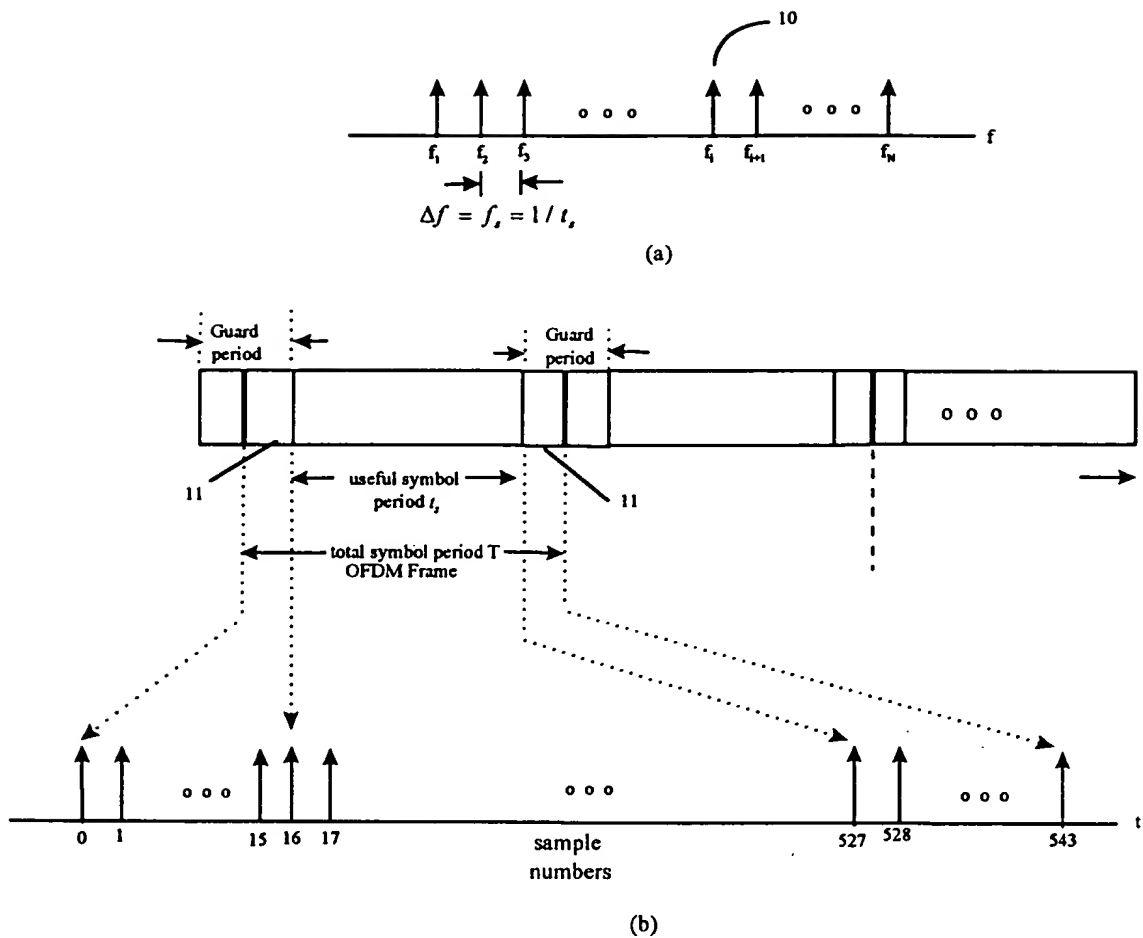 10
o o o
o o o
f
f₁ f₂ f₃ fᵢ fᵢ₊₁ f_N
Δf = fₛ = 1 / tₛ
(a)
Guard
period
Guard
period
o o o
11
useful symbol
period tₛ
11
total symbol period T
OFDM Frame
o o o
o o o
o o o
t
0 1 15 16 17 527 528 543
sample
numbers
(b)